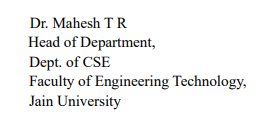 Dr. Mahesh T R
Head of Department,
Dept. of CSE
Faculty of Engineering Technology,
Jain University